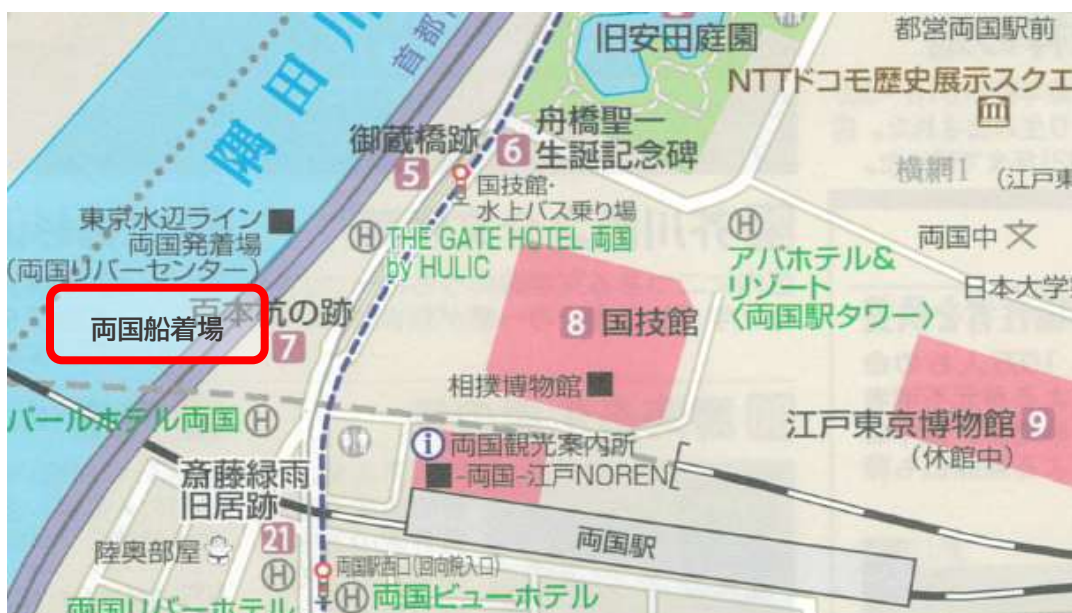 隅田川
首都
旧安田庭園
都営両国駅前
NTTドコモ歴史展示スクエ
御蔵橋跡
5
6
舟橋聖一
生誕記念碑
横網1
(江戸東
国技館・
水上バス乗り場
東京水辺ライン
両国発着場
(両国リバーセンター)
H THE GATE HOTEL 両国
by HULIC
H
アパホテル&
リゾート
〈両国駅タワー〉
両国中 文
日本大学
両国船着場
百本杭の跡
7
8 国技館
相撲博物館
江戸東京博物館 9
(休館中)
パールホテル両国 H
i 両国観光案内所
-両国-江戸NOREN
斎藤緑雨
旧居跡
21
両国駅
陸奥部屋
H
両国駅西口(回向院入口)
H 両国ビューホテル
両国リバーホテル